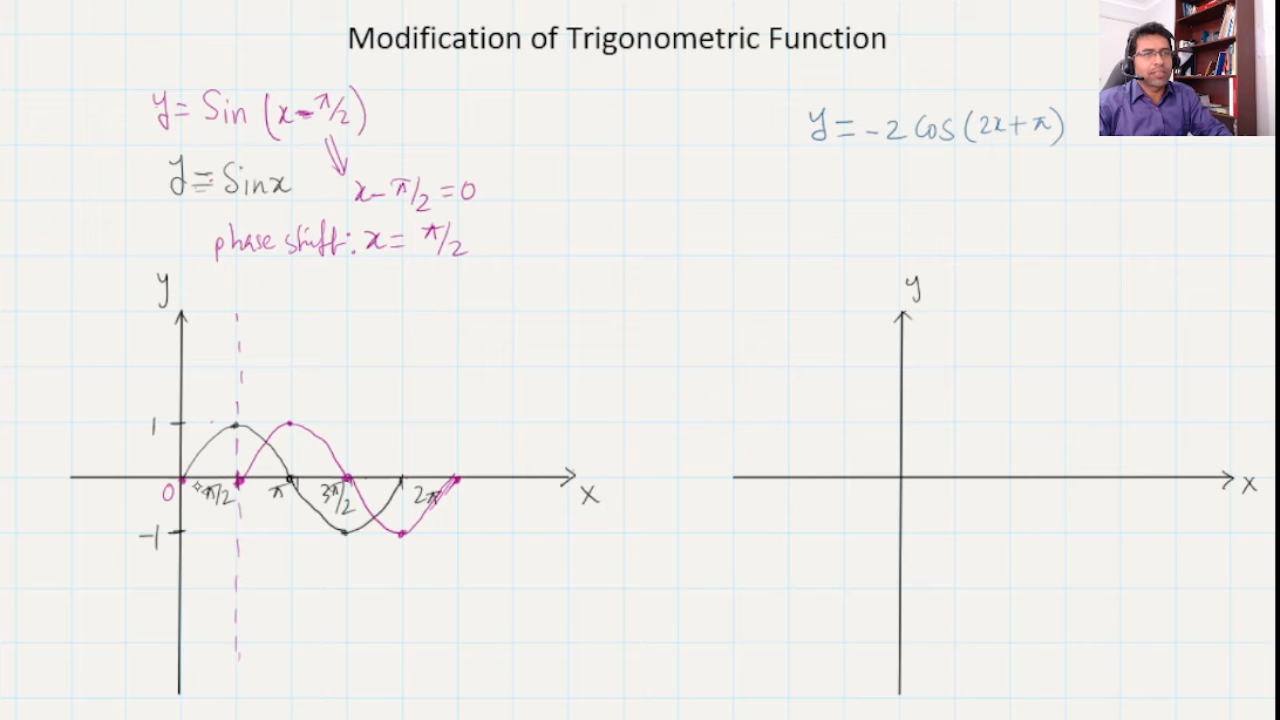 Modification of Trigonometric Function
y = Sin (x - π/2)
y = -2 cos(2x+π)
y = Sinx
x - π/2 = 0
phase shift: x = π/2
y
y
1
0 π/2 π 3π/2 2π
x
x
-1